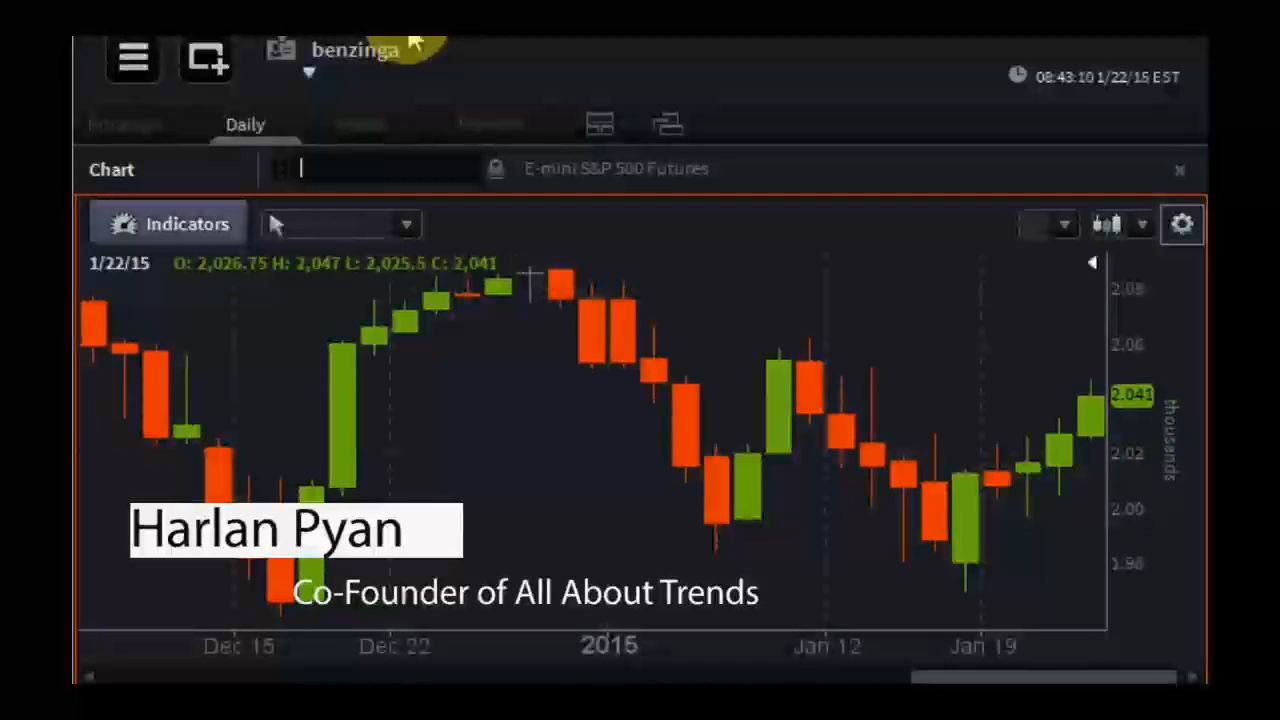 benzinga
08:43:10 1/22/15 EST
Daily
Chart
E-mini S&P 500 Futures
Indicators
1/22/15 O: 2,026.75 H: 2,047 L: 2,025.5 C: 2,041
2.08
2.06
2.041
2.02
2.00
1.98
thousands
Harlan Pyan
Co-Founder of All About Trends
Dec 15 Dec 22 2015 Jan 12 Jan 19